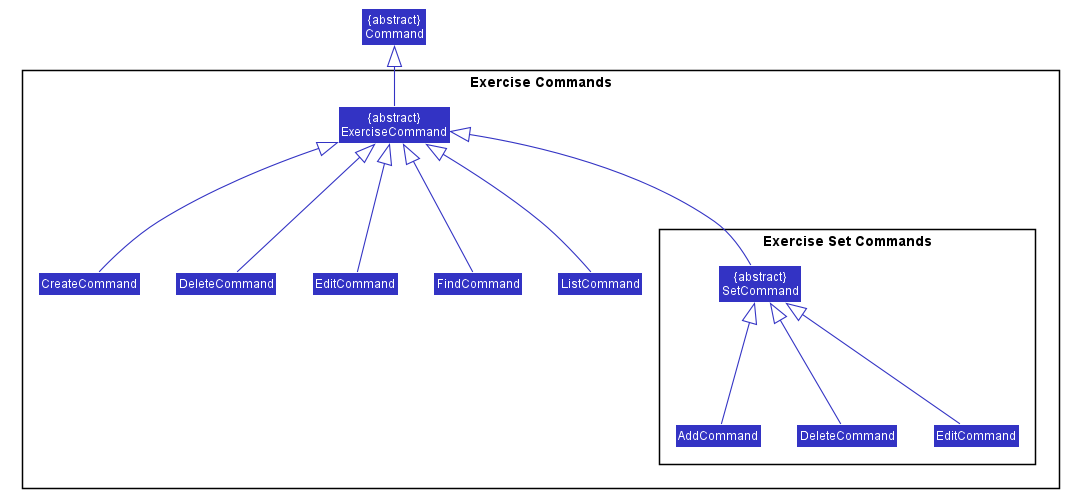 {abstract}
Command
Exercise Commands
{abstract}
ExerciseCommand
Exercise Set Commands
{abstract}
SetCommand
CreateCommand
DeleteCommand
EditCommand
FindCommand
ListCommand
AddCommand
DeleteCommand
EditCommand